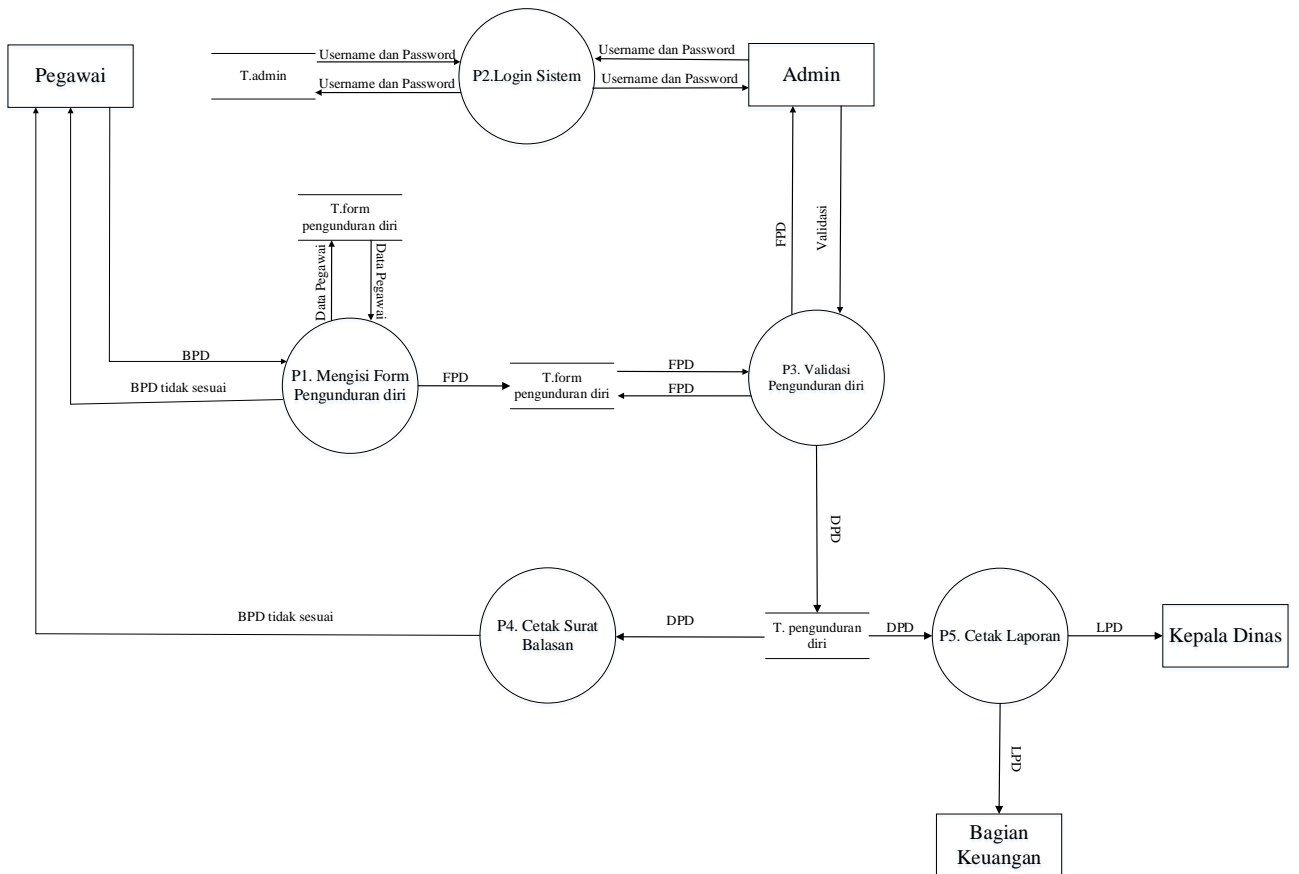 Pegawai
T.admin
Username dan Password
Username dan Password
P2.Login Sistem
Username dan Password
Username dan Password
Admin
T.form
pengunduran diri
Data Pegawai
Data Pegawai
FPD
Validasi
BPD
BPD tidak sesuai
P1. Mengisi Form
Pengunduran diri
FPD
T.form
pengunduran diri
FPD
FPD
P3. Validasi
Pengunduran diri
DPD
BPD tidak sesuai
P4. Cetak Surat
Balasan
DPD
T. pengunduran
diri
DPD
P5. Cetak Laporan
LPD
Kepala Dinas
LPD
Bagian
Keuangan